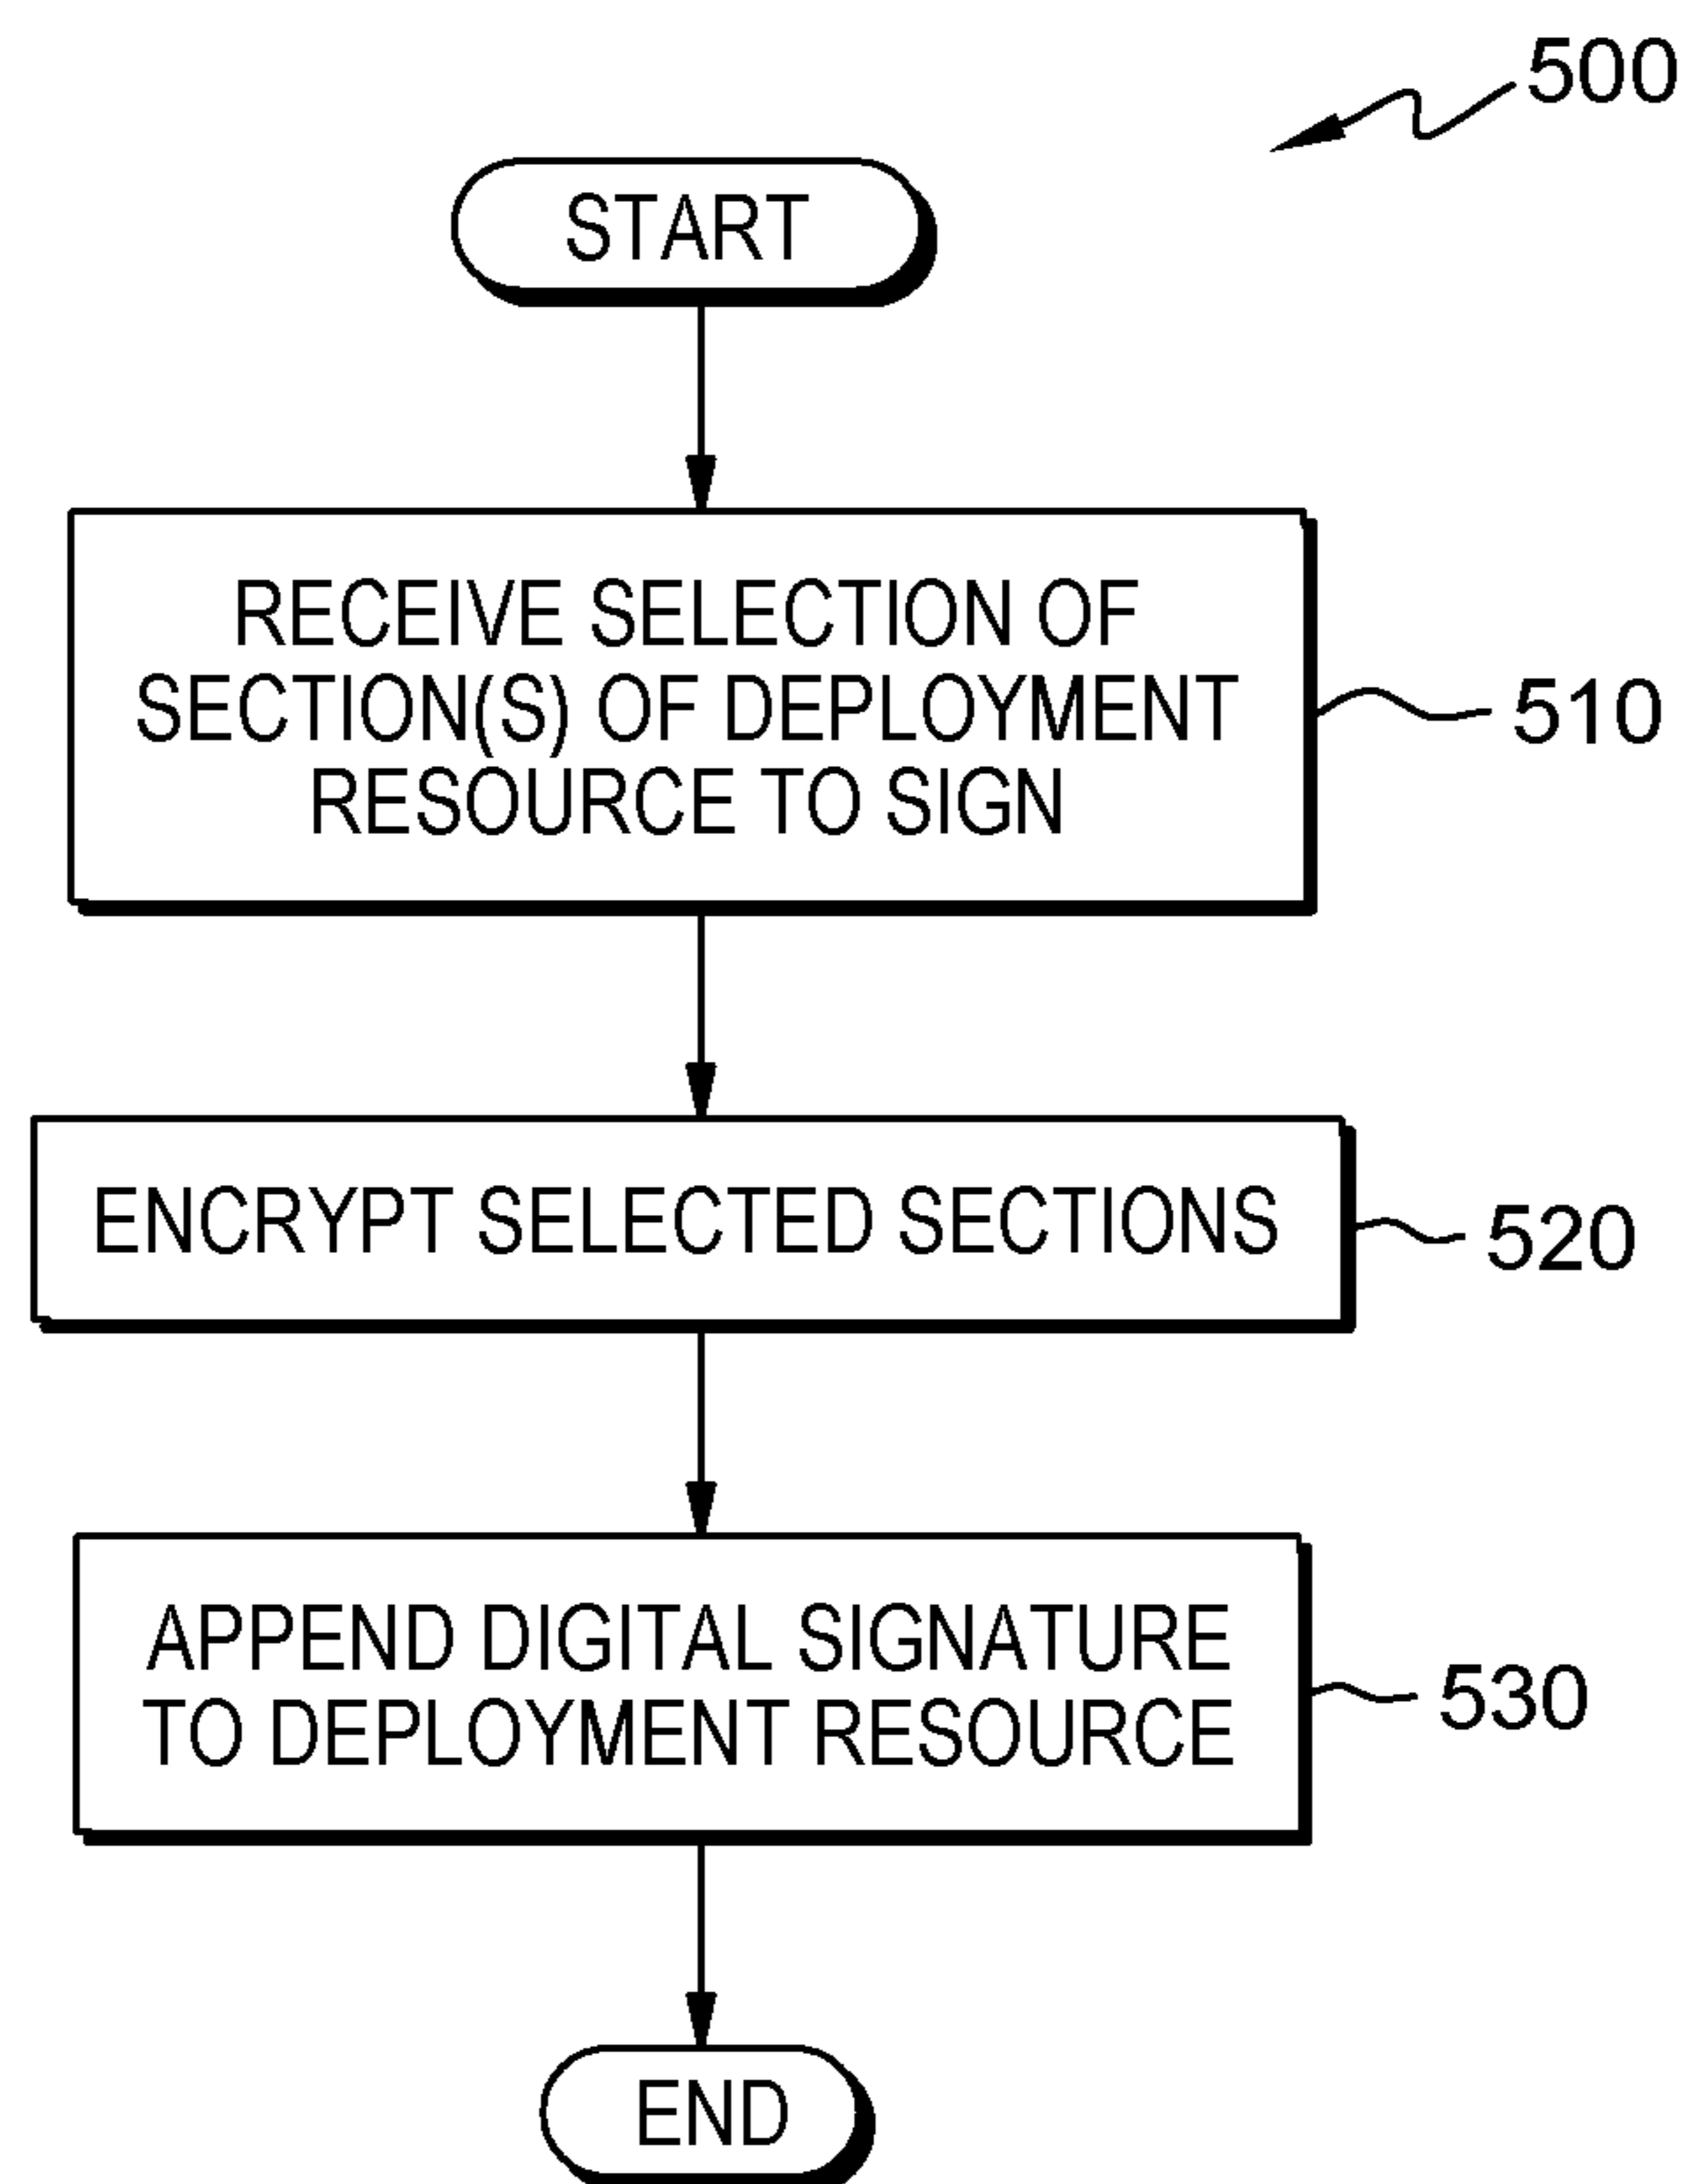 500
START
RECEIVE SELECTION OF
SECTION(S) OF DEPLOYMENT
RESOURCE TO SIGN
510
ENCRYPT SELECTED SECTIONS
520
APPEND DIGITAL SIGNATURE
TO DEPLOYMENT RESOURCE
530
END